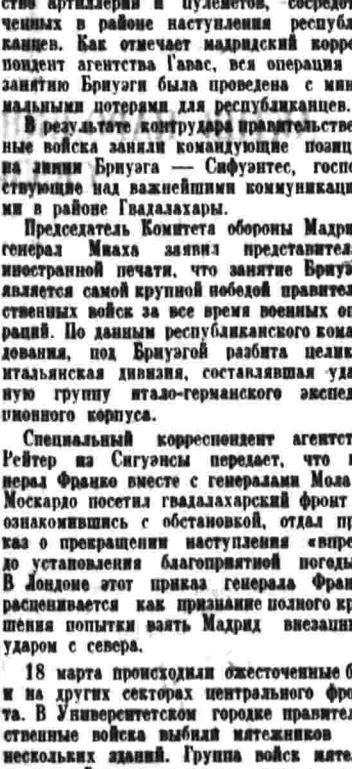 ство артиллерии и пулеметов, сосредот
ченных в районе наступления республ
канцев. Как отмечает мадридский корре
пондент агентства Гавас, вся операция
занятию Бриуэги была проведена с мин
мальными потерями для республиканцев.
В результате контрудара правительстве
ные войска заняли командующие позиц
на линии Бриуэга — Сифуэнтес, госпо
ствующие над важнейшими коммуникаци
ми в районе Гвадалахары.
Председатель Комитета обороны Мадри
генерал Миаха заявил представител
иностранной печати, что занятие Бриуэ
является самой крупной победой правител
ственных войск за все время военных оп
раций. По данным республиканского кома
дования, под Бриуэгой разбита целик
итальянская дивизия, составлявшая уда
ную группу итало-германского экспед
ционного корпуса.
Специальный корреспондент агентст
Рейтер из Сигуэнсы передает, что г
нерал Франко вместе с генералами Мола
Москардо посетил гвадалахарский фронт
ознакомившись с обстановкой, отдал пр
каз о прекращении наступления «впре
до установления благоприятной погоды
В Лондоне этот приказ генерала Фран
расценивается как признание полного кр
шения попытки взять Мадрид внезапн
ударом с севера.
18 марта происходили ожесточенные б
и на других секторах центрального фро
та. В Университетском городке правител
ственные войска выбили мятежников
нескольких зданий. Группа войск мяте